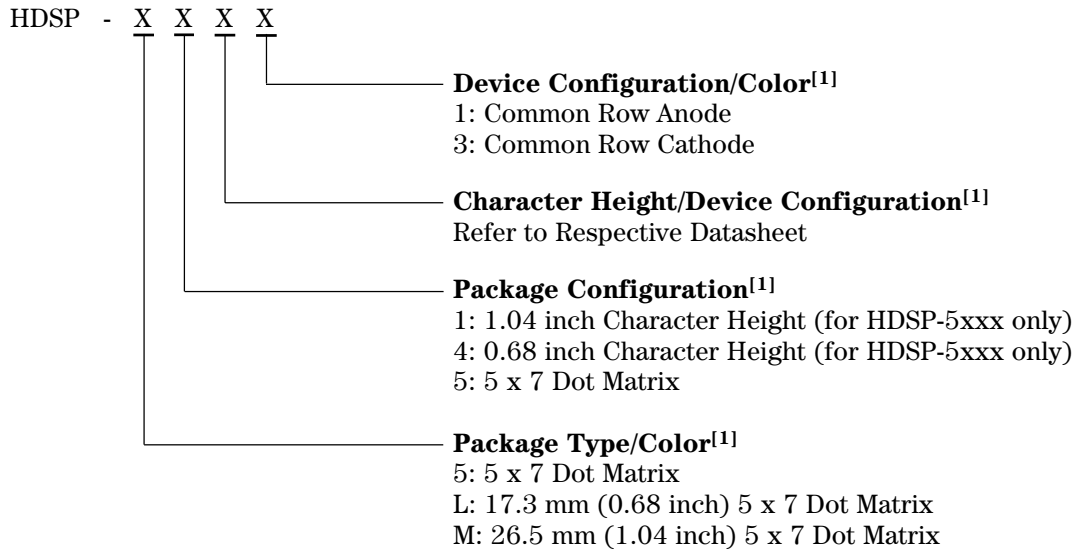 HDSP - X X X X
Device Configuration/Color[1]
1: Common Row Anode
3: Common Row Cathode
Character Height/Device Configuration[1]
Refer to Respective Datasheet
Package Configuration[1]
1: 1.04 inch Character Height (for HDSP-5xxx only)
4: 0.68 inch Character Height (for HDSP-5xxx only)
5: 5 x 7 Dot Matrix
Package Type/Color[1]
5: 5 x 7 Dot Matrix
L: 17.3 mm (0.68 inch) 5 x 7 Dot Matrix
M: 26.5 mm (1.04 inch) 5 x 7 Dot Matrix